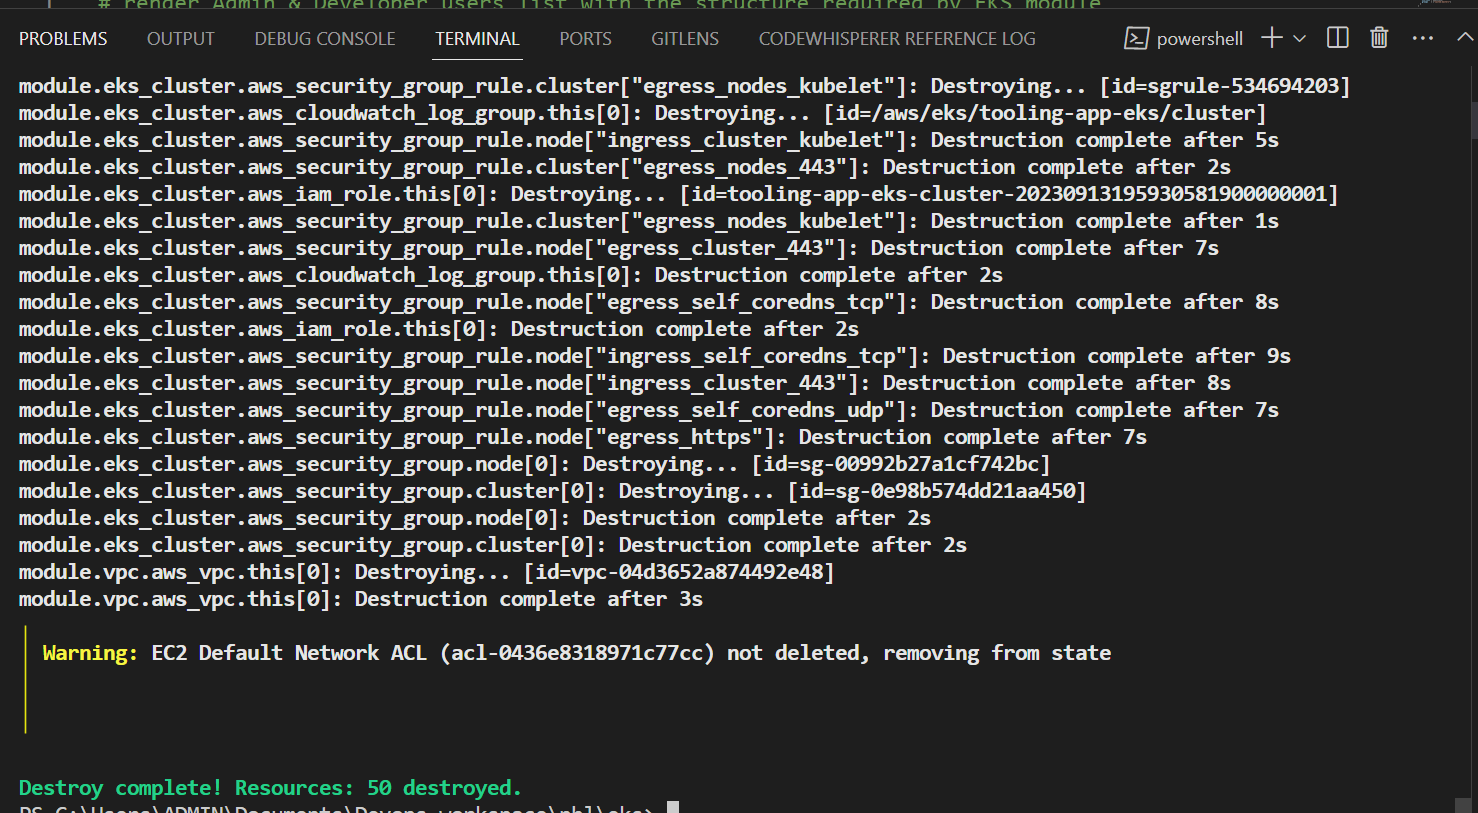 # render Admin & Developer users list with the structure required by EKS module
PROBLEMS OUTPUT DEBUG CONSOLE TERMINAL PORTS GITLENS CODEWHISPERER REFERENCE LOG powershell
module.eks_cluster.aws_security_group_rule.cluster["egress_nodes_kubelet"]: Destroying... [id=sgrule-534694203]
module.eks_cluster.aws_cloudwatch_log_group.this[0]: Destroying... [id=/aws/eks/tooling-app-eks/cluster]
module.eks_cluster.aws_security_group_rule.node["ingress_cluster_kubelet"]: Destruction complete after 5s
module.eks_cluster.aws_security_group_rule.cluster["egress_nodes_443"]: Destruction complete after 2s
module.eks_cluster.aws_iam_role.this[0]: Destroying... [id=tooling-app-eks-cluster-20230913195930581900000001]
module.eks_cluster.aws_security_group_rule.cluster["egress_nodes_kubelet"]: Destruction complete after 1s
module.eks_cluster.aws_security_group_rule.node["egress_cluster_443"]: Destruction complete after 7s
module.eks_cluster.aws_cloudwatch_log_group.this[0]: Destruction complete after 2s
module.eks_cluster.aws_security_group_rule.node["egress_self_coredns_tcp"]: Destruction complete after 8s
module.eks_cluster.aws_iam_role.this[0]: Destruction complete after 2s
module.eks_cluster.aws_security_group_rule.node["ingress_self_coredns_tcp"]: Destruction complete after 9s
module.eks_cluster.aws_security_group_rule.node["ingress_cluster_443"]: Destruction complete after 8s
module.eks_cluster.aws_security_group_rule.node["egress_self_coredns_udp"]: Destruction complete after 7s
module.eks_cluster.aws_security_group_rule.node["egress_https"]: Destruction complete after 7s
module.eks_cluster.aws_security_group.node[0]: Destroying... [id=sg-00992b27a1cf742bc]
module.eks_cluster.aws_security_group.cluster[0]: Destroying... [id=sg-0e98b574dd21aa450]
module.eks_cluster.aws_security_group.node[0]: Destruction complete after 2s
module.eks_cluster.aws_security_group.cluster[0]: Destruction complete after 2s
module.vpc.aws_vpc.this[0]: Destroying... [id=vpc-04d3652a874492e48]
module.vpc.aws_vpc.this[0]: Destruction complete after 3s
Warning: EC2 Default Network ACL (acl-0436e8318971c77cc) not deleted, removing from state
Destroy complete! Resources: 50 destroyed.
PS C:\Users\ADMIN\Documents\Devops workspace\pbl\eks>